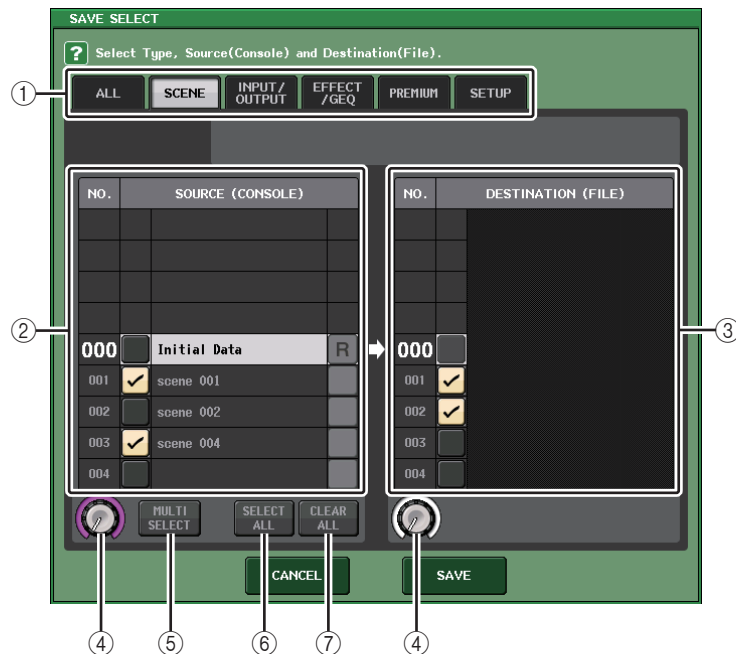 SAVE SELECT
? Select Type, Source(Console) and Destination(File).
① ALL SCENE INPUT/OUTPUT EFFECT/GEQ PREMIUM SETUP
NO. SOURCE (CONSOLE) NO. DESTINATION (FILE)
② ③
000 Initial Data R 000
001 scene 001 001
002 scene 002 002
003 scene 004 003
004 004
MULTI SELECT SELECT ALL CLEAR ALL
CANCEL SAVE
④ ⑤ ⑥ ⑦ ④